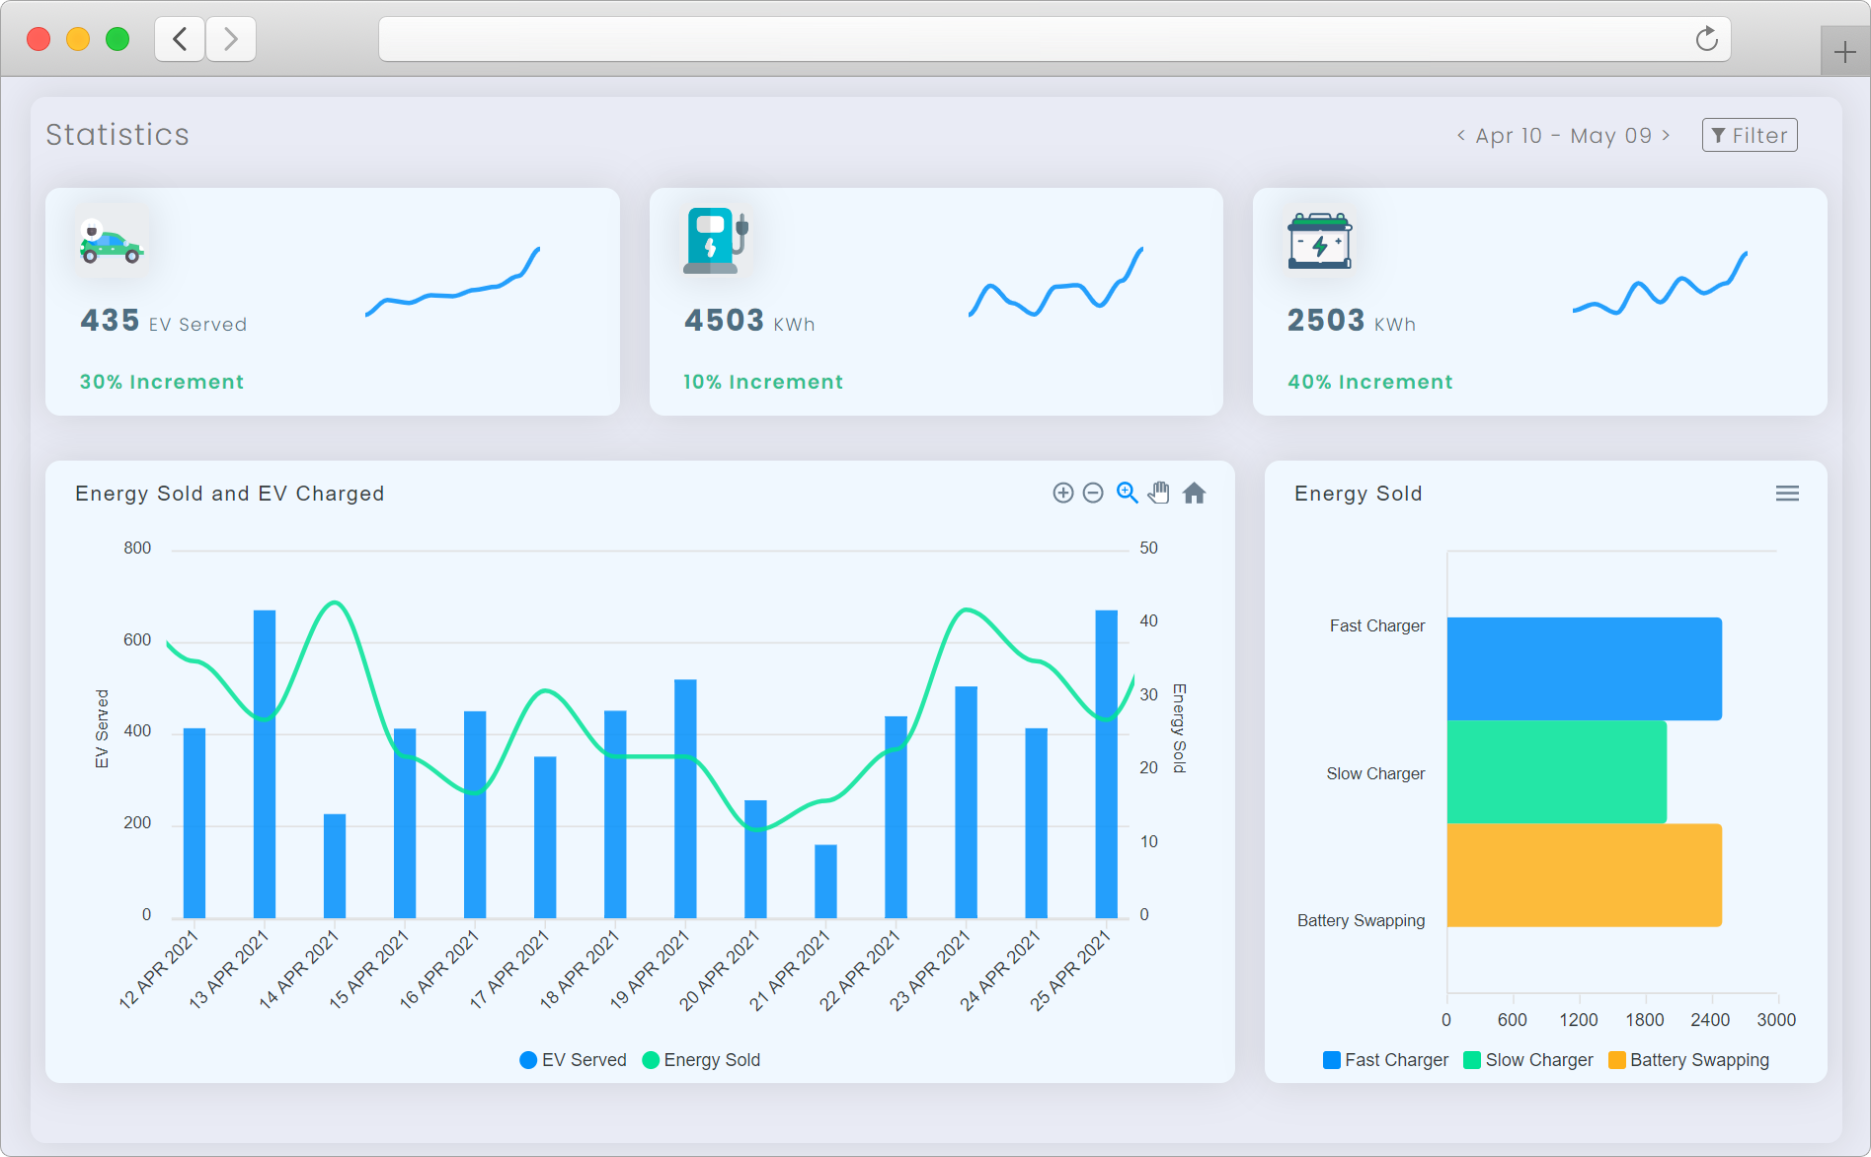 Statistics
< Apr 10 - May 09 >
Filter
435 EV Served
30% Increment
4503 KWh
10% Increment
2503 KWh
40% Increment
Energy Sold and EV Charged
800
600
400
200
0
EV Served
50
40
30
20
10
0
Energy Sold
12 APR 2021
13 APR 2021
14 APR 2021
15 APR 2021
16 APR 2021
17 APR 2021
18 APR 2021
19 APR 2021
20 APR 2021
21 APR 2021
22 APR 2021
23 APR 2021
24 APR 2021
25 APR 2021
EV Served Energy Sold
Energy Sold
Fast Charger
Slow Charger
Battery Swapping
0 600 1200 1800 2400 3000
Fast Charger Slow Charger Battery Swapping